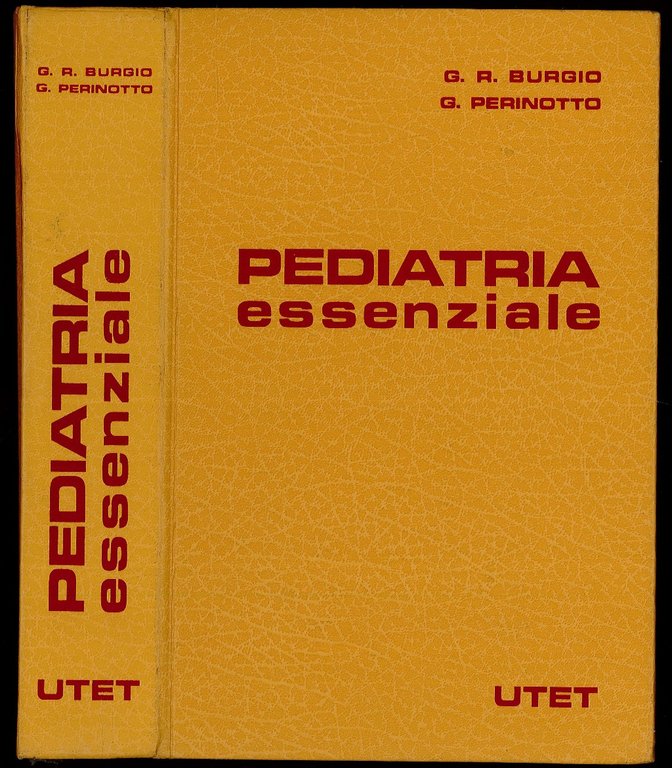 G. R. BURGIO
G. PERINOTTO
PEDIATRIA
essenziale
UTET
G. R. BURGIO
G. PERINOTTO
PEDIATRIA
essenziale
UTET